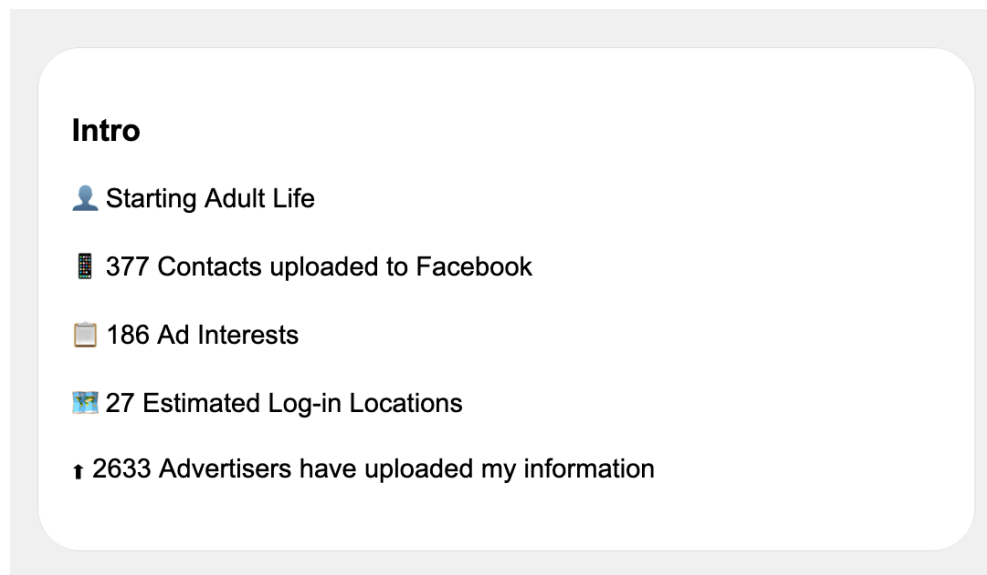 Intro
👤 Starting Adult Life
📱 377 Contacts uploaded to Facebook
📋 186 Ad Interests
🗺️ 27 Estimated Log-in Locations
⬆ 2633 Advertisers have uploaded my information